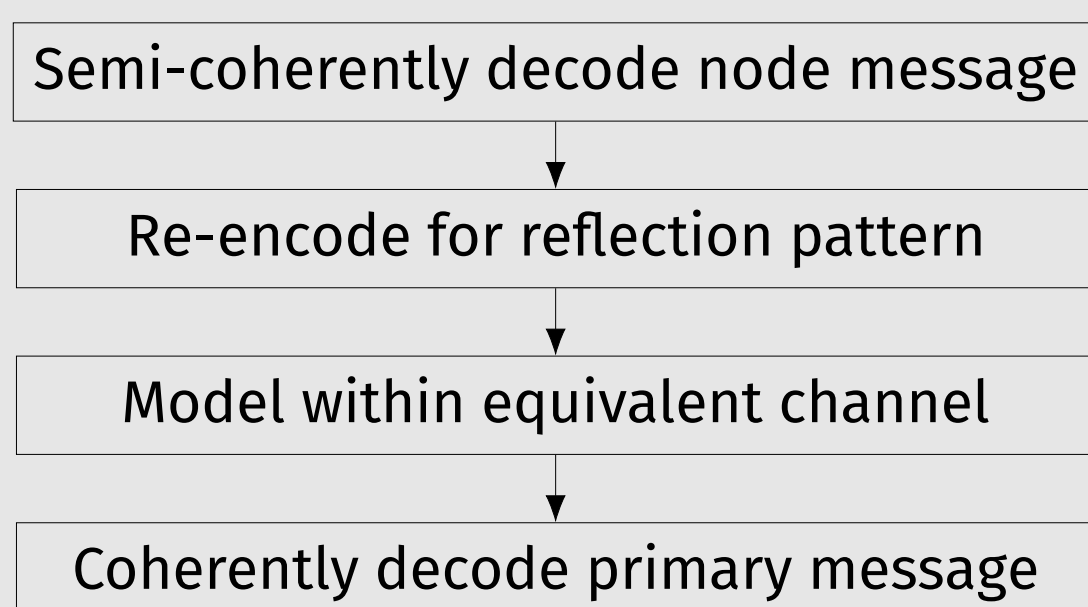 Semi-coherently decode node message
Re-encode for reflection pattern
Model within equivalent channel
Coherently decode primary message